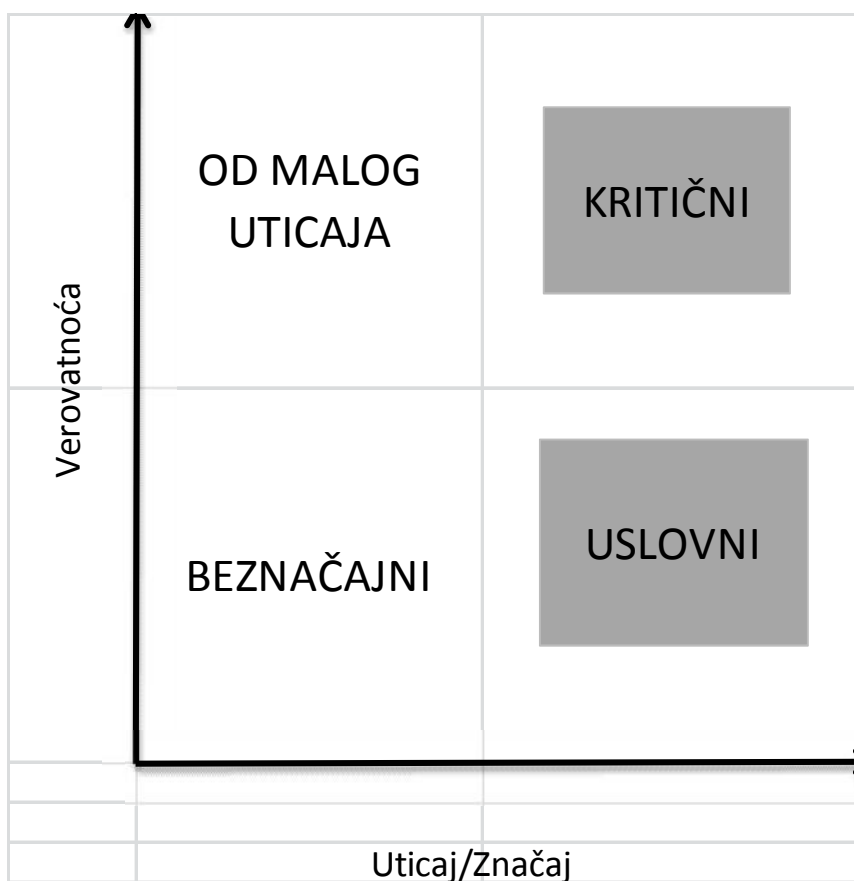 OD MALOG
UTICAJA
KRITIČNI
Verovatnoća
BEZNAČAJNI
USLOVNI
Uticaj/Značaj